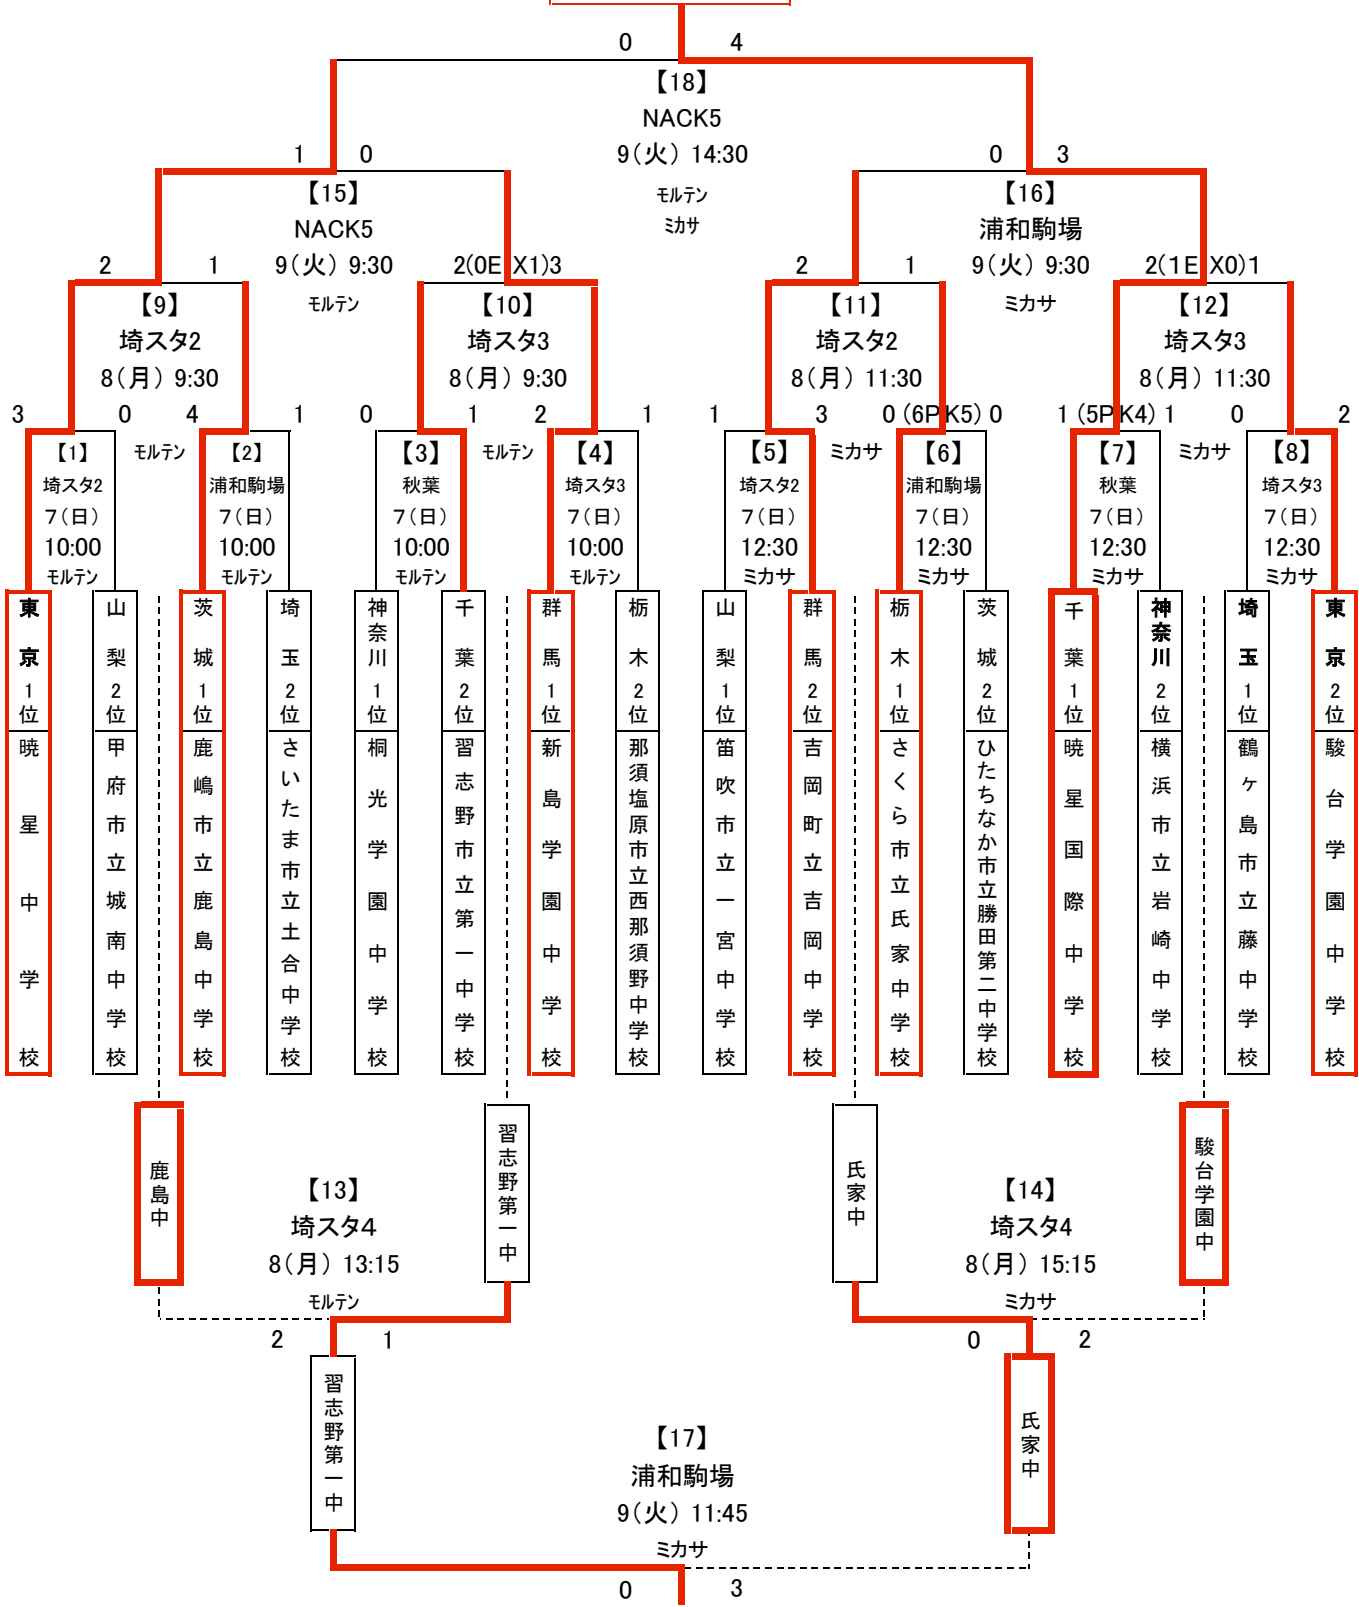 0 4
【18】
NACK5
9(火) 14:30
モルテン
ミカサ
1 0
【15】
NACK5
9(火) 9:30
モルテン
0 3
【16】
浦和駒場
9(火) 9:30
ミカサ
2 1
【9】
埼スタ2
8(月) 9:30
モルテン
2(0EX1)3
【10】
埼スタ3
8(月) 9:30
モルテン
2 1
【11】
埼スタ2
8(月) 11:30
ミカサ
2(1EX0)1
【12】
埼スタ3
8(月) 11:30
ミカサ
3 0
【1】
埼スタ2
7(日)
10:00
モルテン
4 1
【2】
浦和駒場
7(日)
10:00
モルテン
0 1
【3】
秋葉
7(日)
10:00
モルテン
2 1
【4】
埼スタ3
7(日)
10:00
モルテン
1 3
【5】
埼スタ2
7(日)
12:30
ミカサ
0(6PK5)0
【6】
浦和駒場
7(日)
12:30
ミカサ
1(5PK4)1
【7】
秋葉
7(日)
12:30
ミカサ
0 2
【8】
埼スタ3
7(日)
12:30
ミカサ
東京1位
暁星中学校
山梨2位
甲府市立城南中学校
茨城1位
鹿嶋市立鹿島中学校
埼玉2位
さいたま市立土合中学校
神奈川1位
桐光学園中学校
千葉2位
習志野市立第一中学校
群馬1位
新島学園中学校
栃木2位
那須塩原市立西那須野中学校
山梨1位
笛吹市立一宮中学校
群馬2位
吉岡町立吉岡中学校
栃木1位
さくら市立氏家中学校
茨城2位
ひたちなか市立勝田第二中学校
千葉1位
暁星国際中学校
神奈川2位
横浜市立岩崎中学校
埼玉1位
鶴ヶ島市立藤中学校
東京2位
駿台学園中学校
鹿島中
【13】
埼スタ4
8(月) 13:15
モルテン
習志野第一中
2 1
氏家中
【14】
埼スタ4
8(月) 15:15
ミカサ
駿台学園中
0 2
習志野第一中
【17】
浦和駒場
9(火) 11:45
ミカサ
氏家中
0 3